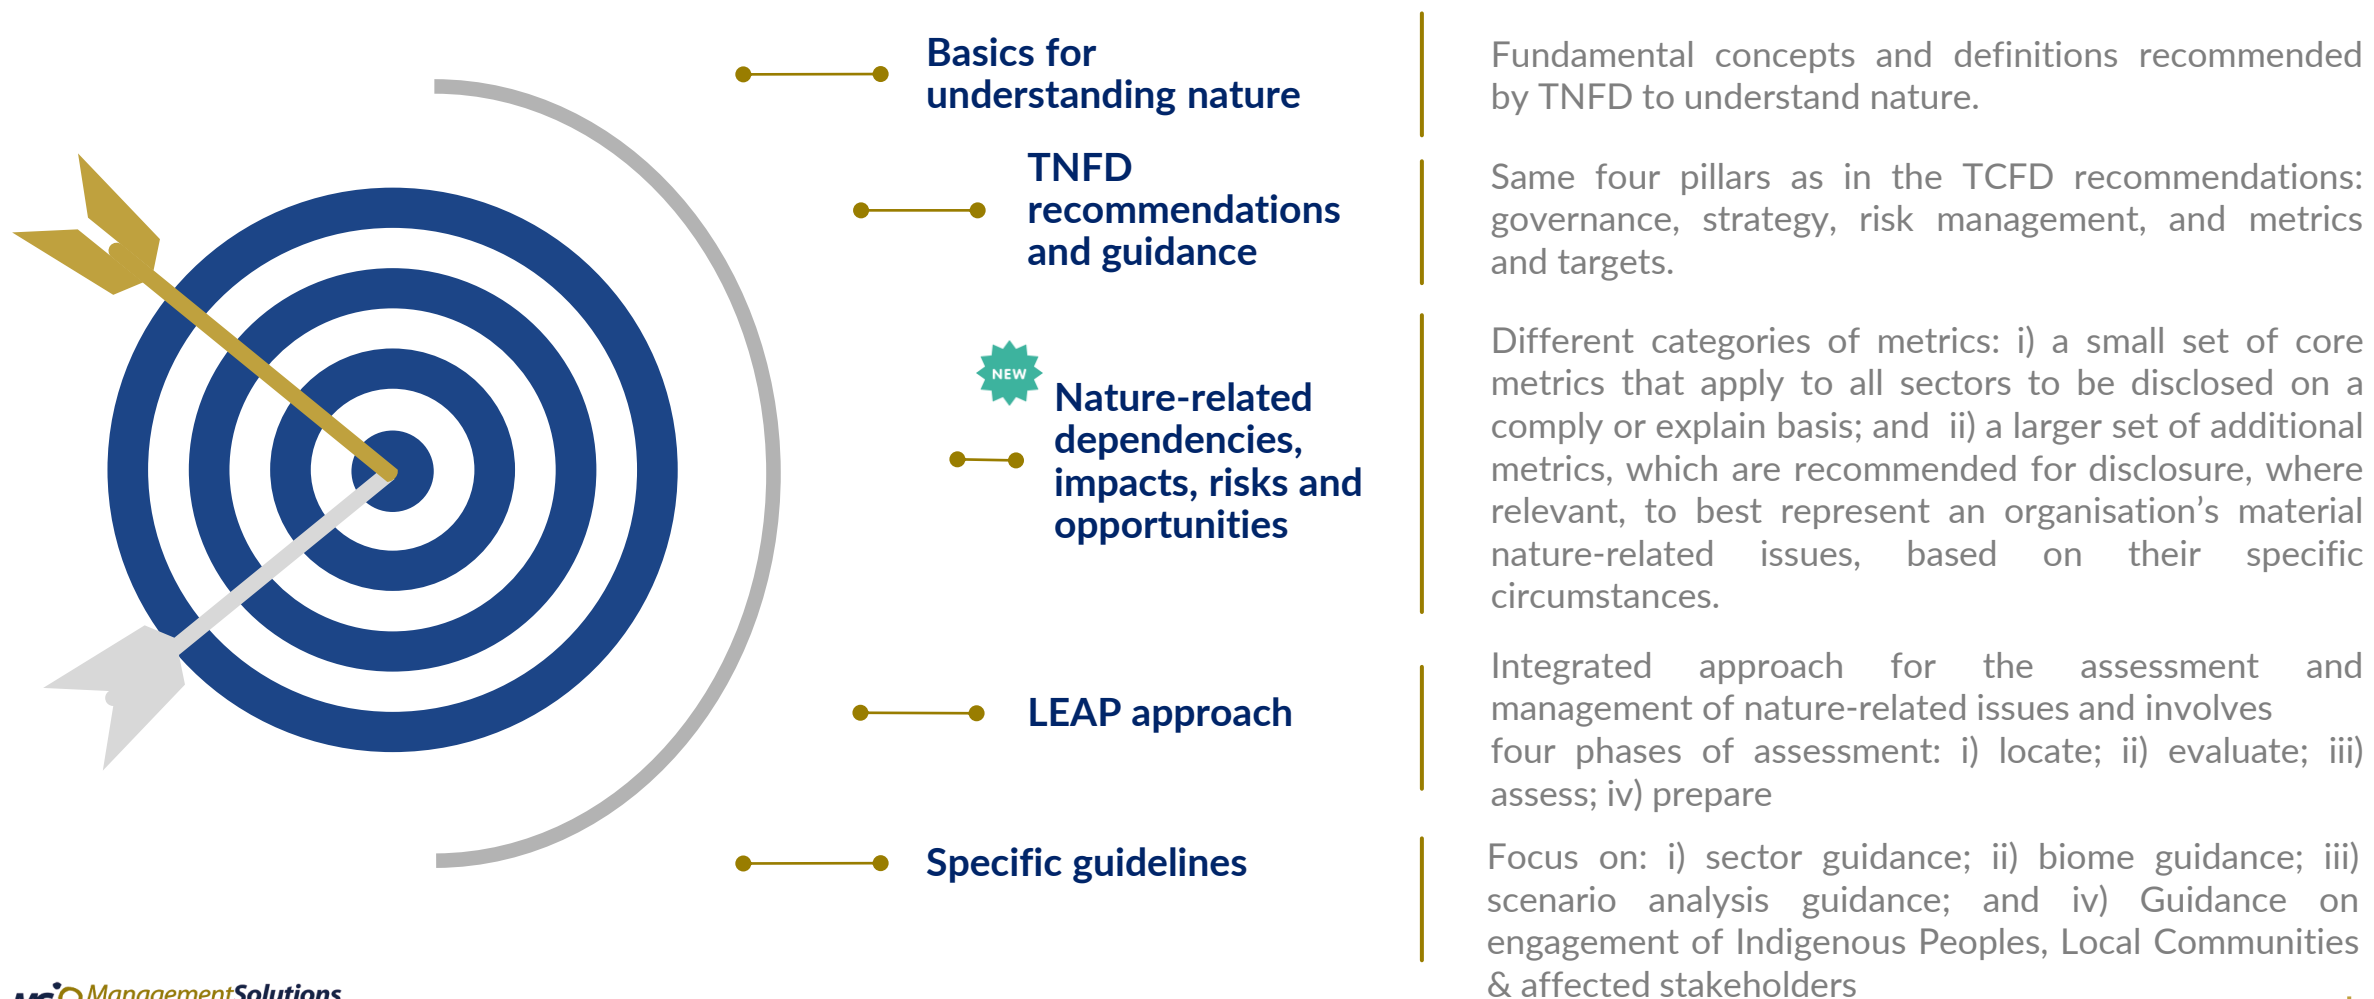 Basics for
understanding nature
Fundamental concepts and definitions recommended
by TNFD to understand nature.
TNFD
recommendations
and guidance
Same four pillars as in the TCFD recommendations:
governance, strategy, risk management, and metrics
and targets.
NEW
Nature-related
dependencies,
impacts, risks and
opportunities
Different categories of metrics: i) a small set of core
metrics that apply to all sectors to be disclosed on a
comply or explain basis; and ii) a larger set of additional
metrics, which are recommended for disclosure, where
relevant, to best represent an organisation’s material
nature-related issues, based on their specific
circumstances.
LEAP approach
Integrated approach for the assessment and
management of nature-related issues and involves
four phases of assessment: i) locate; ii) evaluate; iii)
assess; iv) prepare
Specific guidelines
Focus on: i) sector guidance; ii) biome guidance; iii)
scenario analysis guidance; and iv) Guidance on
engagement of Indigenous Peoples, Local Communities
& affected stakeholders
ManagementSolutions